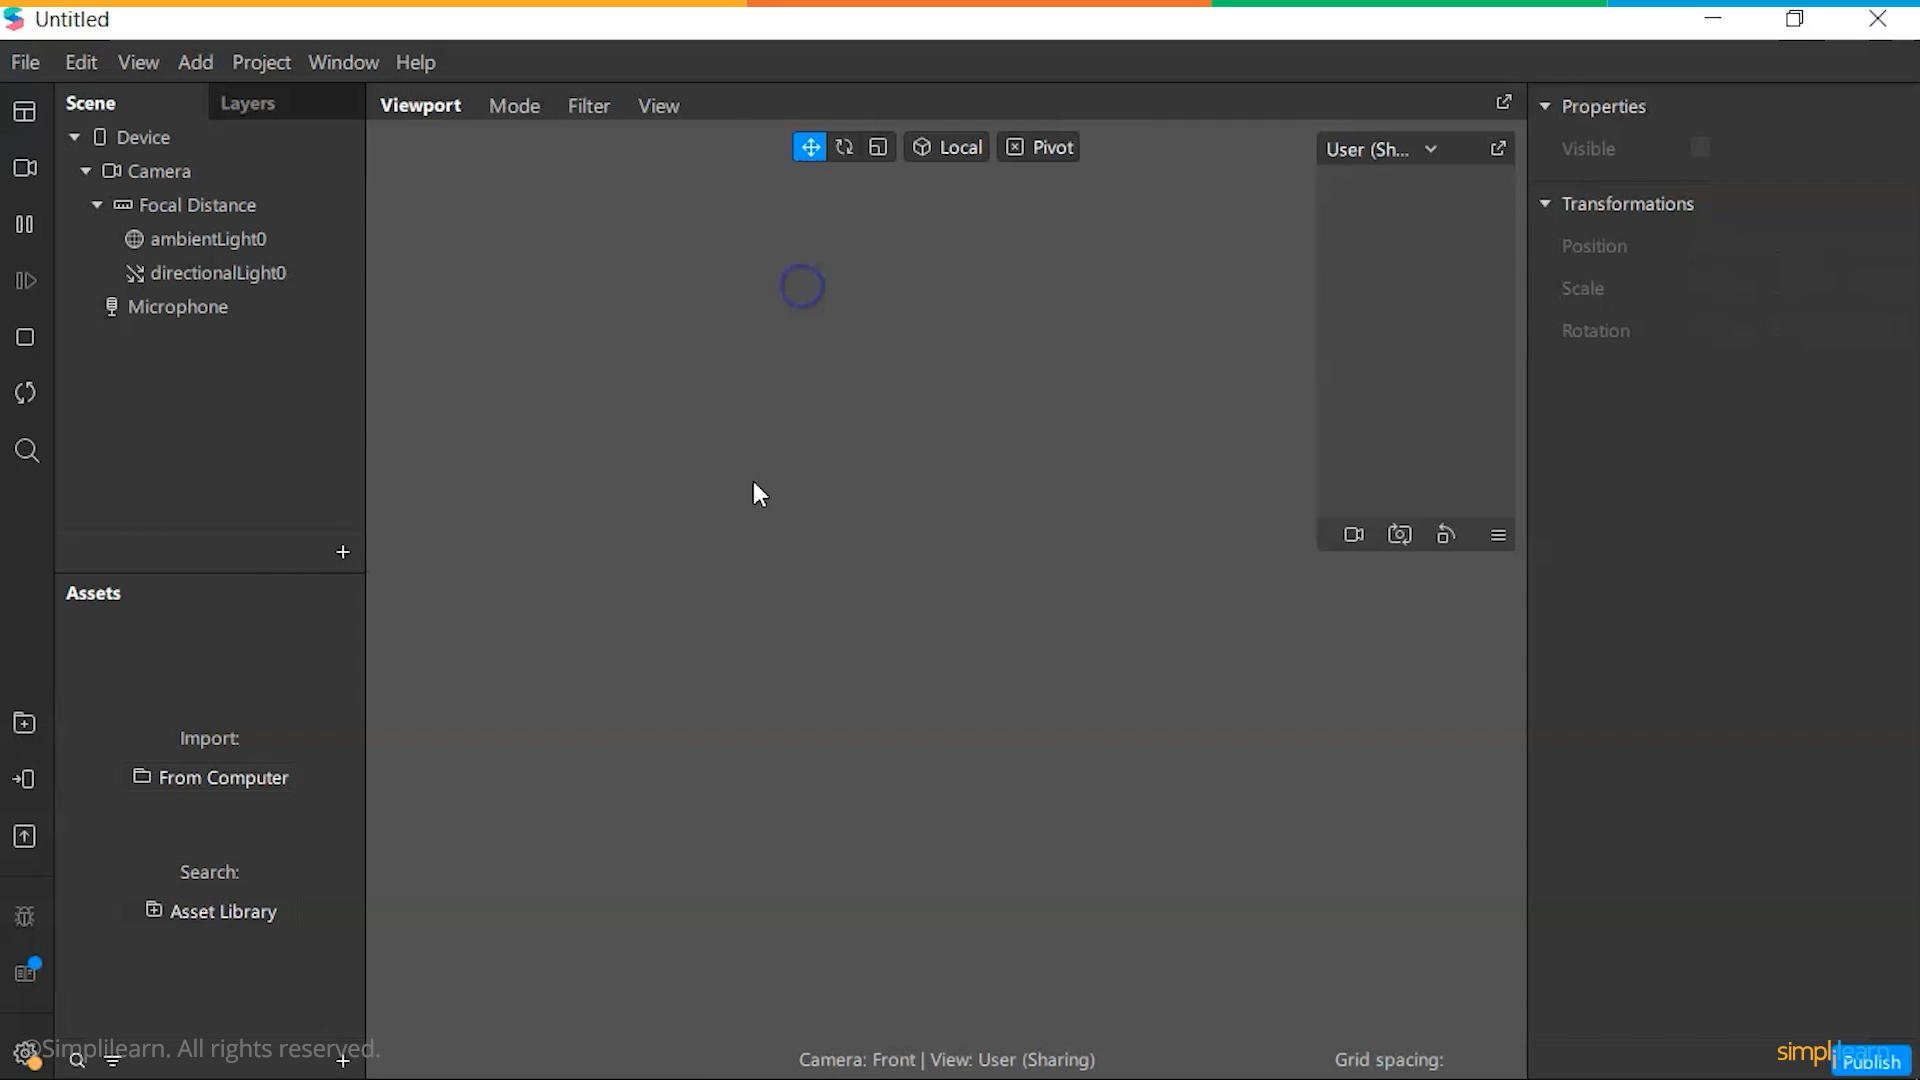 Untitled
File Edit View Add Project Window Help
Scene Layers
Device
Camera
Focal Distance
ambientLight0
directionalLight0
Microphone
Assets
Import:
From Computer
Search:
Asset Library
©Simplilearn. All rights reserved.
Viewport Mode Filter View
Local Pivot
User (Sh...
Camera: Front | View: User (Sharing)
Grid spacing:
Properties
Visible
Transformations
Position
Scale
Rotation
simplilearn
Publish